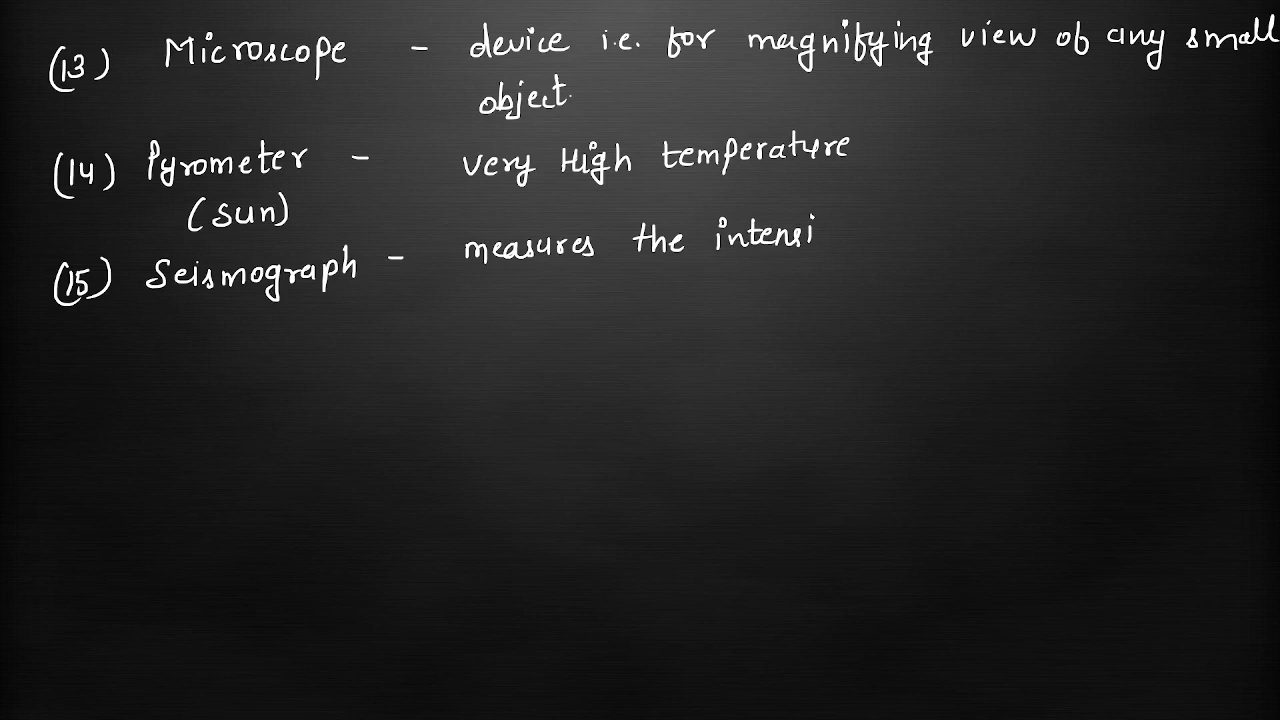 (13) Microscope - device i.e. for magnifying view of any small
object.
(14) Pyrometer - very High temperature
(sun)
(15) Seismograph - measures the intensi